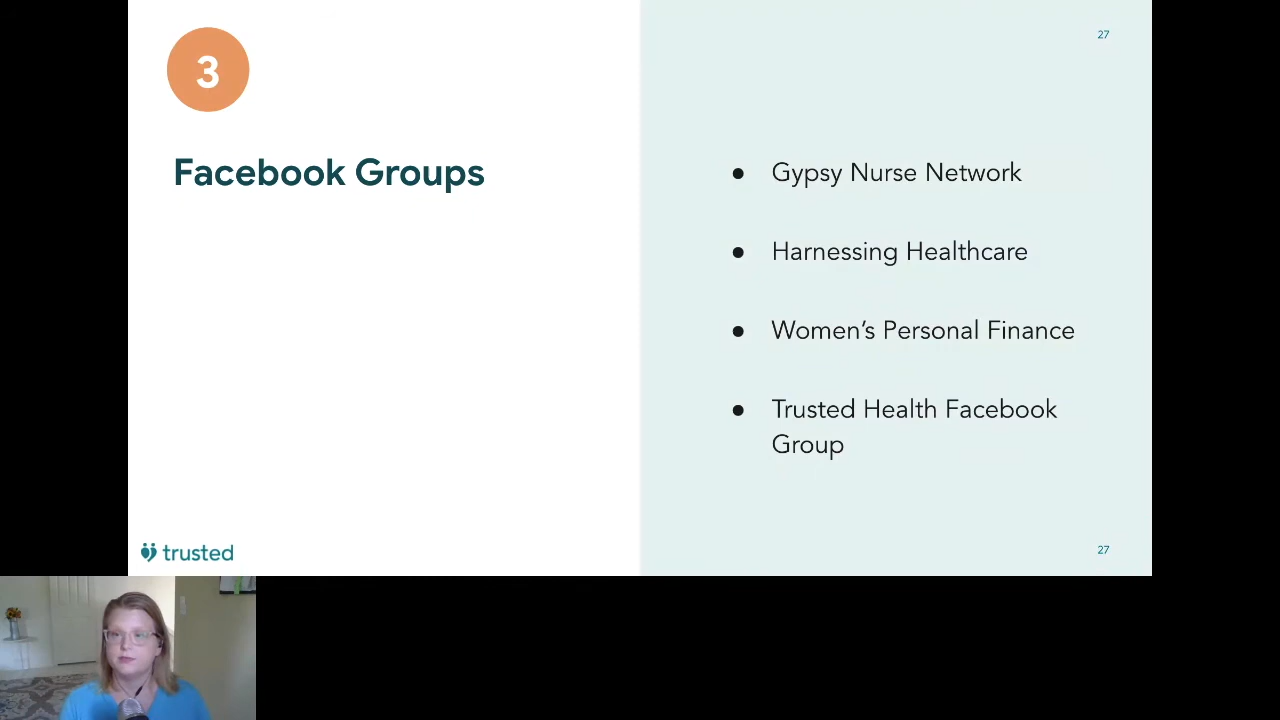 3
27
Facebook Groups
● Gypsy Nurse Network
● Harnessing Healthcare
● Women’s Personal Finance
● Trusted Health Facebook
Group
trusted
27